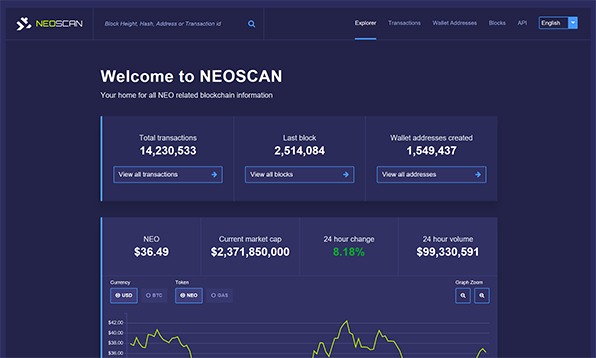 NEOSCAN
Block Height, Hash, Address or Transaction id
Explorer
Transactions
Wallet Addresses
Blocks
API
English
Welcome to NEOSCAN
Your home for all NEO related blockchain information
Total transactions
14,230,533
View all transactions
Last block
2,514,084
View all blocks
Wallet addresses created
1,549,437
View all addresses
NEO
$36.49
Current market cap
$2,371,850,000
24 hour change
8.18%
24 hour volume
$99,330,591
Currency
USD
BTC
Token
NEO
GAS
Graph Zoom
$42.00
$40.00
$38.00
$36.00